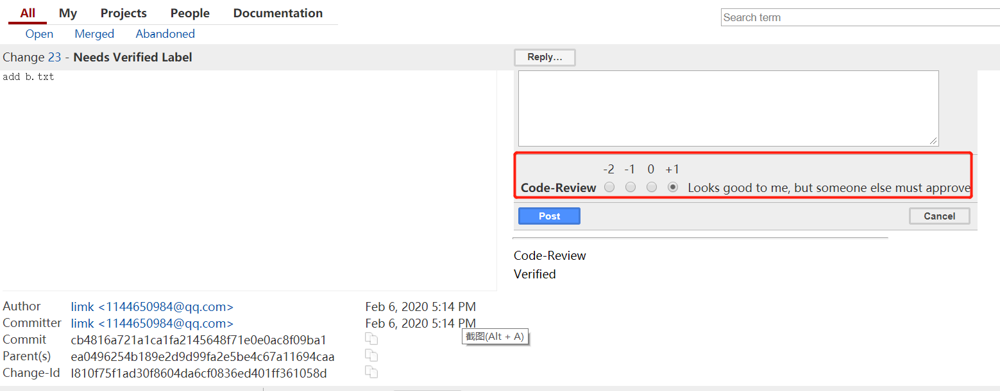 All My Projects People Documentation
Search term
Open Merged Abandoned
Change 23 - Needs Verified Label
Reply…
add b.txt
-2 -1 0 +1
Code-Review Looks good to me, but someone else must approve
Post Cancel
Code-Review
Verified
Author limk <1144650984@qq.com> Feb 6, 2020 5:14 PM
Committer limk <1144650984@qq.com> Feb 6, 2020 5:14 PM
截图(Alt + A)
Commit cb4816a721a1ca1fa2145648f71e0e0ac8f09ba1
Parent(s) ea0496254b189e2d9d99fa2e5be4c67a11694caa
Change-Id I810f75f1ad30f8604da6cf0836ed401ff361058d